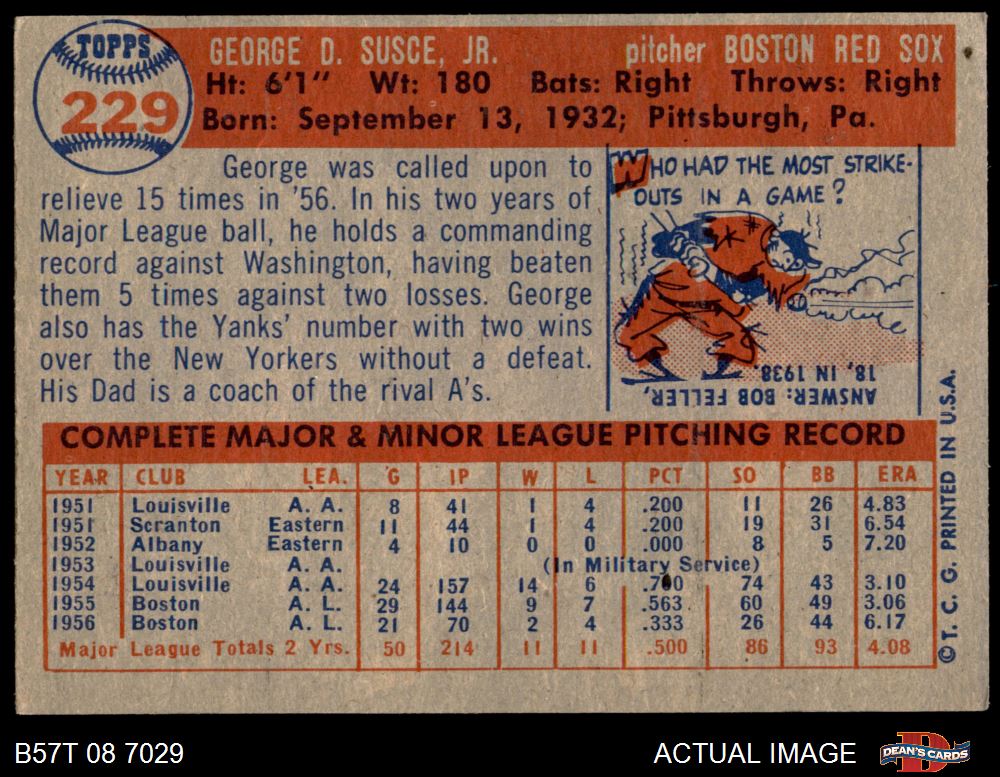 TOPPS
229
GEORGE D. SUSCE, JR. pitcher BOSTON RED SOX
Ht: 6'1" Wt: 180 Bats: Right Throws: Right
Born: September 13, 1932; Pittsburgh, Pa.
George was called upon to
relieve 15 times in '56. In his two years of
Major League ball, he holds a commanding
record against Washington, having beaten
them 5 times against two losses. George
also has the Yanks' number with two wins
over the New Yorkers without a defeat.
His Dad is a coach of the rival A's.
WHO HAD THE MOST STRIKE-
OUTS IN A GAME?
ANSWER: BOB FELLER,
18, IN 1938.
COMPLETE MAJOR & MINOR LEAGUE PITCHING RECORD
YEAR CLUB LEA. G IP W L PCT SO BB ERA
1951 Louisville A. A. 8 41 1 4 .200 11 26 4.83
1951 Scranton Eastern 11 44 1 4 .200 19 31 6.54
1952 Albany Eastern 4 10 0 0 .000 8 5 7.20
1953 Louisville A. A. (In Military Service)
1954 Louisville A. A. 24 157 14 6 .700 74 43 3.10
1955 Boston A. L. 29 144 9 7 .563 60 49 3.06
1956 Boston A. L. 21 70 2 4 .333 26 44 6.17
Major League Totals 2 Yrs. 50 214 11 11 .500 86 93 4.08
© T. C. G. PRINTED IN U.S.A.
B57T 08 7029 ACTUAL IMAGE
DEAN'S CARDS